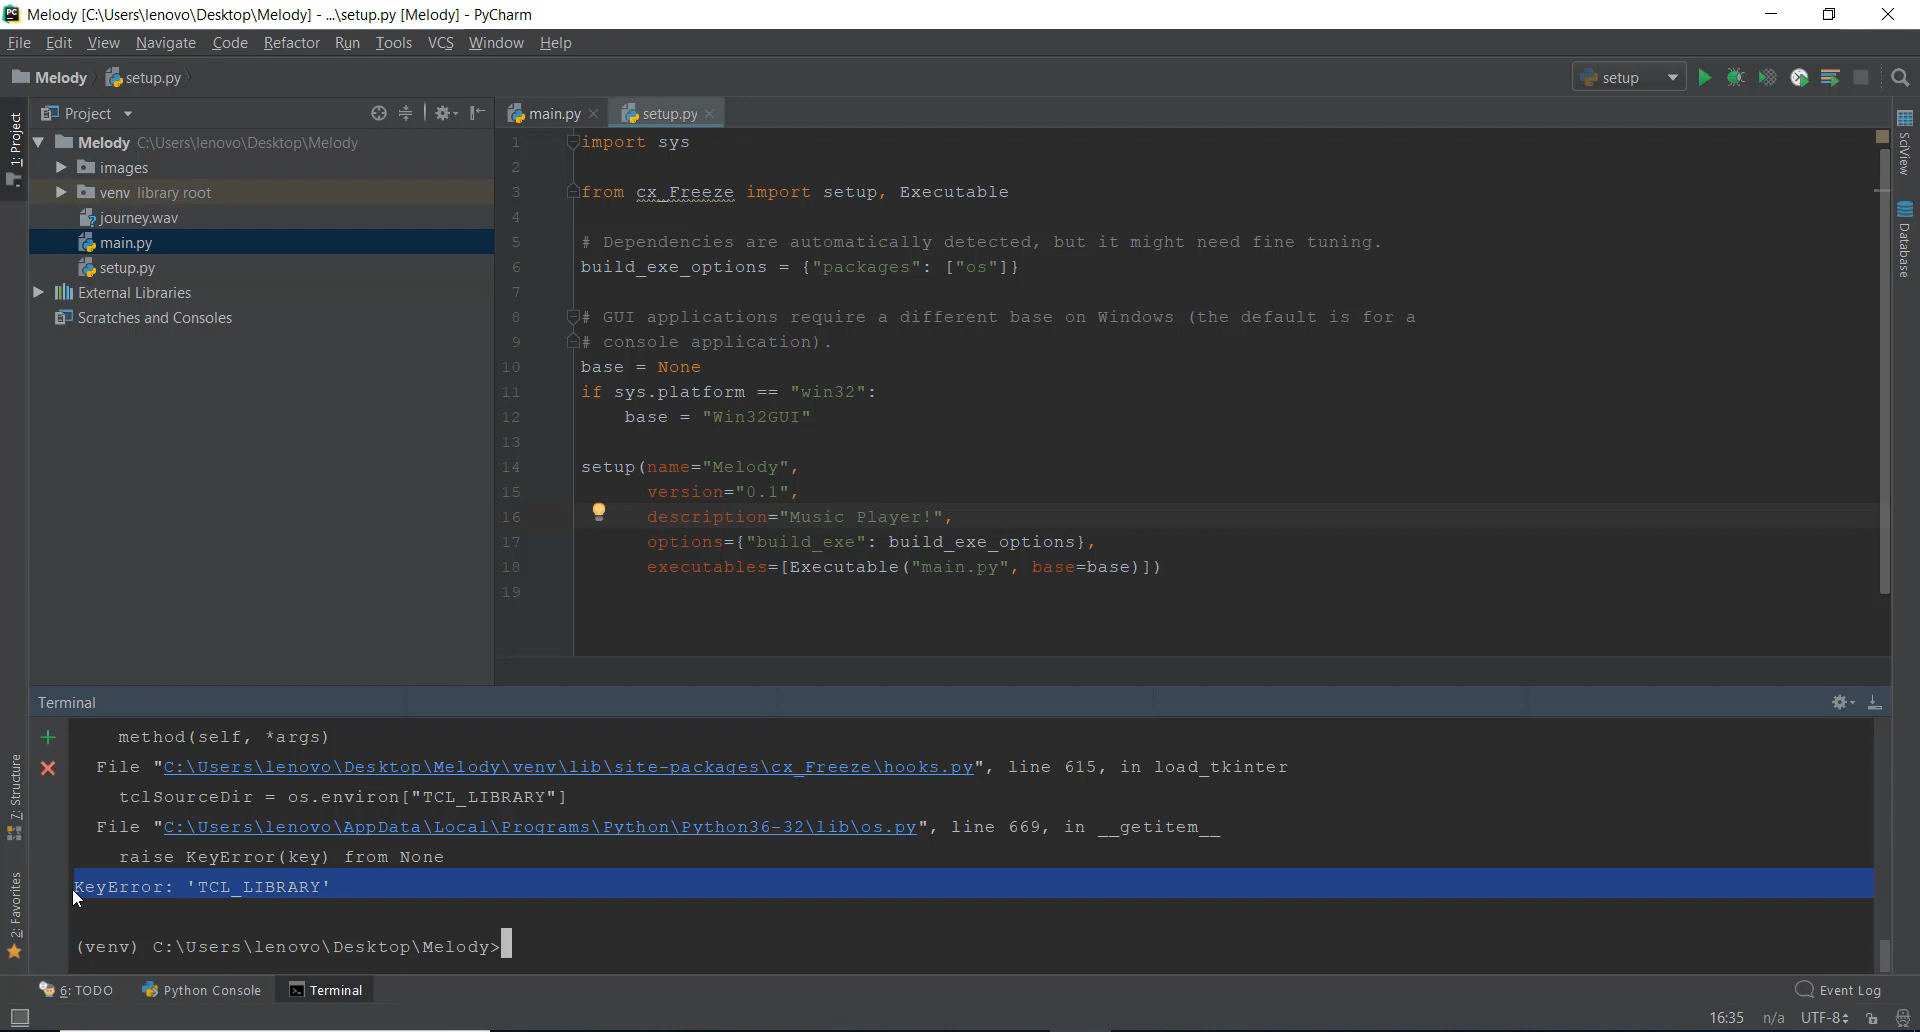 Melody [C:\Users\lenovo\Desktop\Melody] - ...\setup.py [Melody] - PyCharm
File Edit View Navigate Code Refactor Run Tools VCS Window Help
Melody setup.py
setup
1: Project
Project
main.py
setup.py
Melody C:\Users\lenovo\Desktop\Melody
images
venv library root
journey.wav
main.py
setup.py
External Libraries
Scratches and Consoles
1 import sys
2
3 from cx_Freeze import setup, Executable
4
5 # Dependencies are automatically detected, but it might need fine tuning.
6 build_exe_options = {"packages": ["os"]}
7
8 # GUI applications require a different base on Windows (the default is for a
9 # console application).
10 base = None
11 if sys.platform == "win32":
12     base = "Win32GUI"
13
14 setup(name="Melody",
15       version="0.1",
16       description="Music Player!",
17       options={"build_exe": build_exe_options},
18       executables=[Executable("main.py", base=base)])
19
SciView
Database
Terminal
method(self, *args)
File "C:\Users\lenovo\Desktop\Melody\venv\lib\site-packages\cx_Freeze\hooks.py", line 615, in load_tkinter
tclSourceDir = os.environ["TCL_LIBRARY"]
File "C:\Users\lenovo\AppData\Local\Programs\Python\Python36-32\lib\os.py", line 669, in __getitem__
raise KeyError(key) from None
KeyError: 'TCL_LIBRARY'
(venv) C:\Users\lenovo\Desktop\Melody>
7: Structure
2: Favorites
6: TODO Python Console Terminal Event Log
16:35 n/a UTF-8